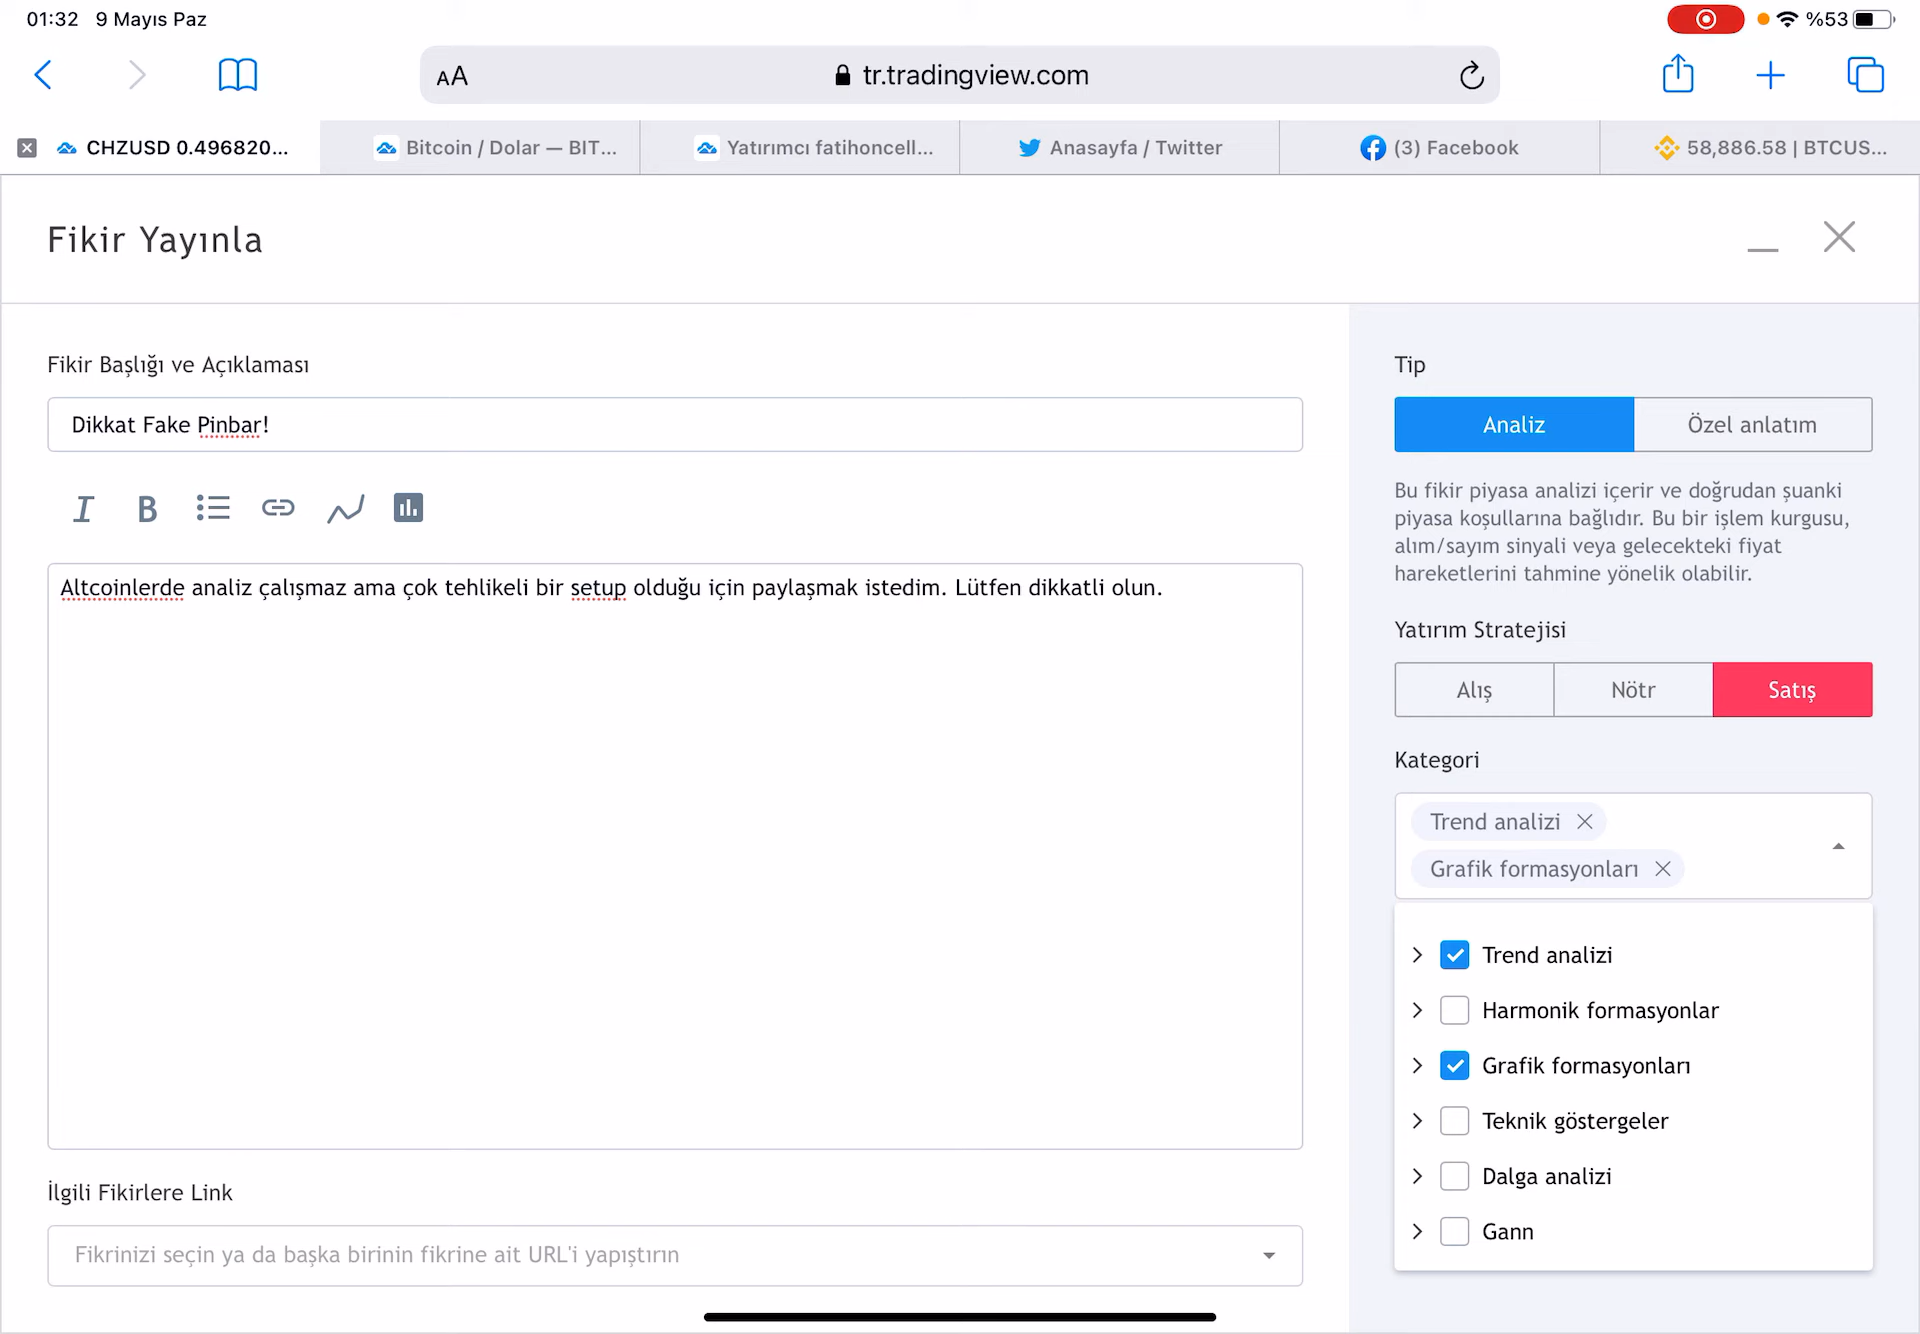 01:32 9 Mayıs Paz
%53
AA
tr.tradingview.com
CHZUSD 0.496820...
Bitcoin / Dolar — BIT...
Yatırımcı fatihoncell...
Anasayfa / Twitter
(3) Facebook
58,886.58 | BTCUS...
Fikir Yayınla
Fikir Başlığı ve Açıklaması
Dikkat Fake Pinbar!
I B
Altcoinlerde analiz çalışmaz ama çok tehlikeli bir setup olduğu için paylaşmak istedim. Lütfen dikkatli olun.
İlgili Fikirlere Link
Fikrinizi seçin ya da başka birinin fikrine ait URL'i yapıştırın
Tip
Analiz
Özel anlatım
Bu fikir piyasa analizi içerir ve doğrudan şuanki
piyasa koşullarına bağlıdır. Bu bir işlem kurgusu,
alım/sayım sinyali veya gelecekteki fiyat
hareketlerini tahmine yönelik olabilir.
Yatırım Stratejisi
Alış
Nötr
Satış
Kategori
Trend analizi
Grafik formasyonları
Trend analizi
Harmonik formasyonlar
Grafik formasyonları
Teknik göstergeler
Dalga analizi
Gann